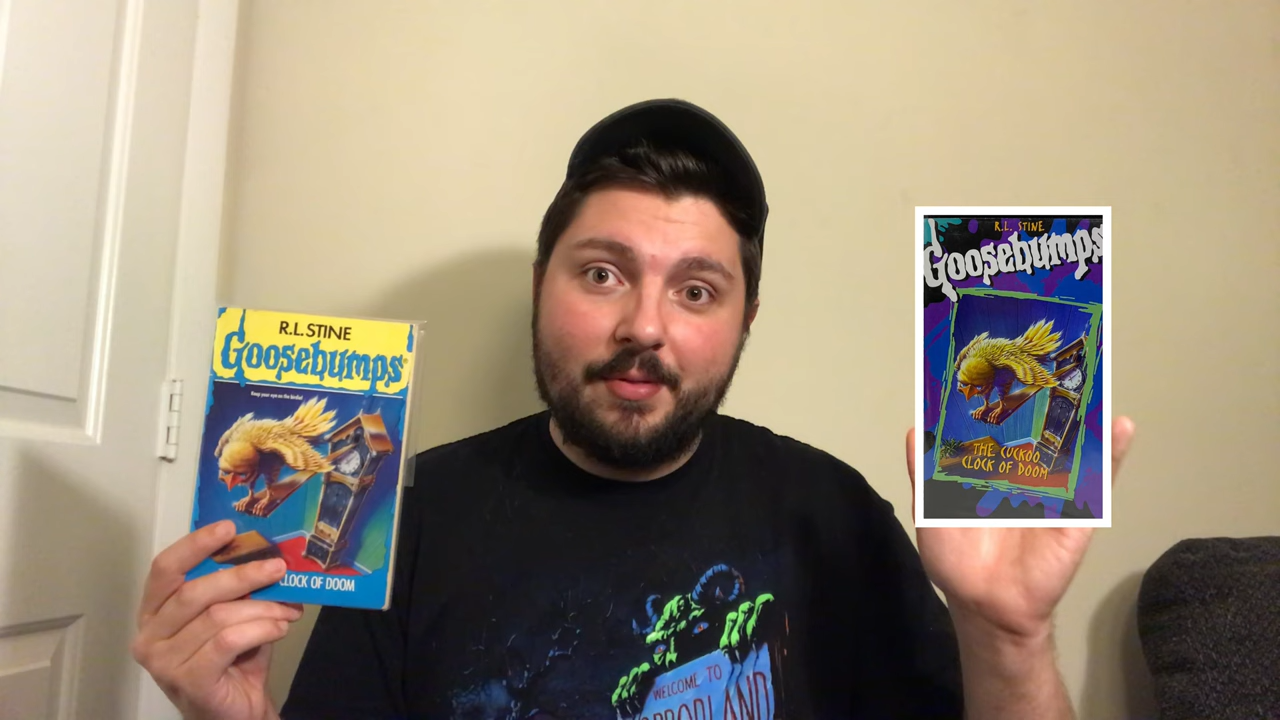 R.L. STINE
Goosebumps®
Keep your eye on the birdie!
CLOCK OF DOOM
R.L. STINE
Goosebumps
THE CUCKOO
CLOCK OF DOOM
WELCOME TO
HORRORLAND